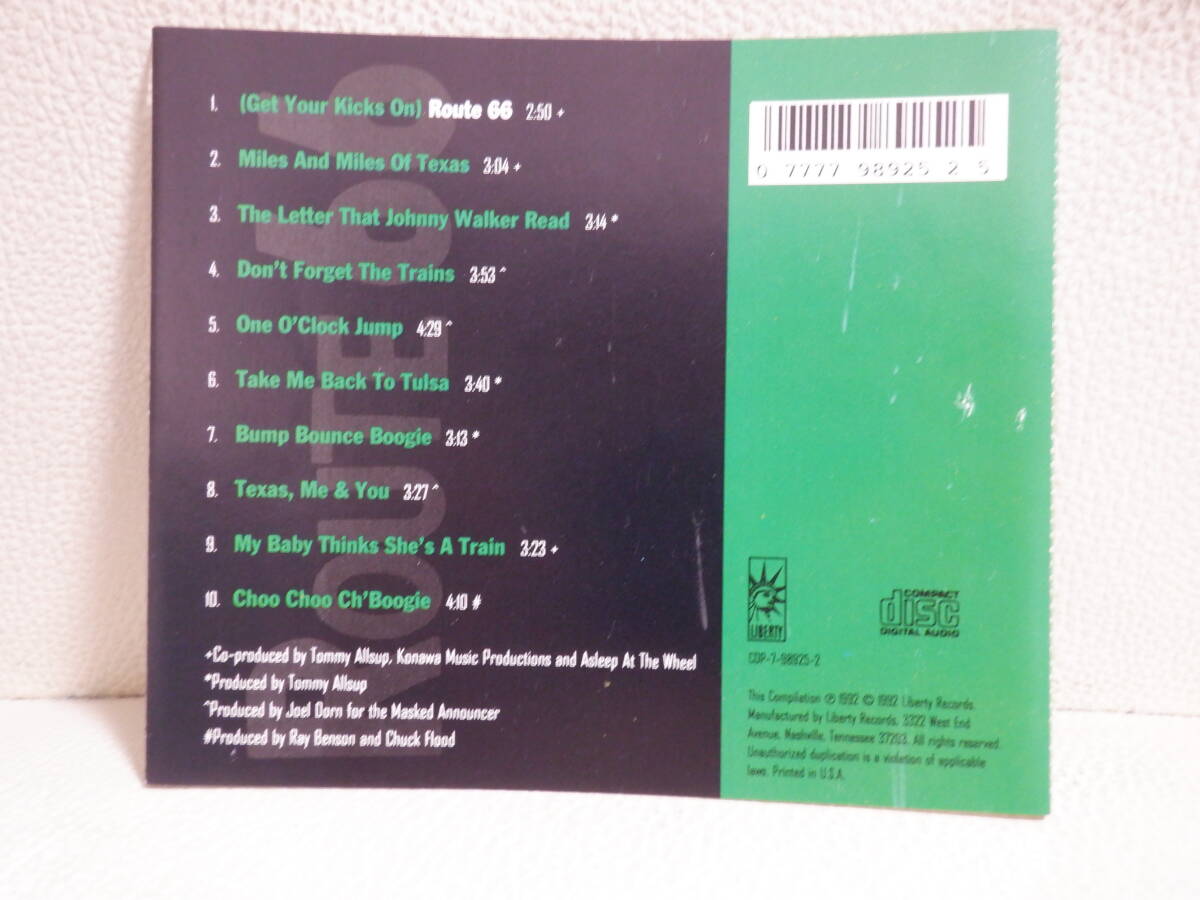 1. (Get Your Kicks On) Route 66 2:50 +
2. Miles And Miles Of Texas 3:04 +
3. The Letter That Johnny Walker Read 3:14 *
4. Don't Forget The Trains 3:53 ^
5. One O'Clock Jump 4:29 ^
6. Take Me Back To Tulsa 3:40 *
7. Bump Bounce Boogie 3:13 *
8. Texas, Me & You 3:27 ^
9. My Baby Thinks She's A Train 3:23 +
10. Choo Choo Ch'Boogie 4:10 #
+Co-produced by Tommy Allsup, Konawa Music Productions and Asleep At The Wheel
*Produced by Tommy Allsup
^Produced by Joel Dorn for the Masked Announcer
#Produced by Ray Benson and Chuck Flood
ROUTE 66
0 7777 98925 2 5
LIBERTY
COMPACT
disc
DIGITAL AUDIO
CDP-7-98925-2
This Compilation ℗ 1992 © 1992 Liberty Records.
Manufactured by Liberty Records, 3322 West End
Avenue, Nashville, Tennessee 37203. All rights reserved.
Unauthorized duplication is a violation of applicable
laws. Printed in U.S.A.